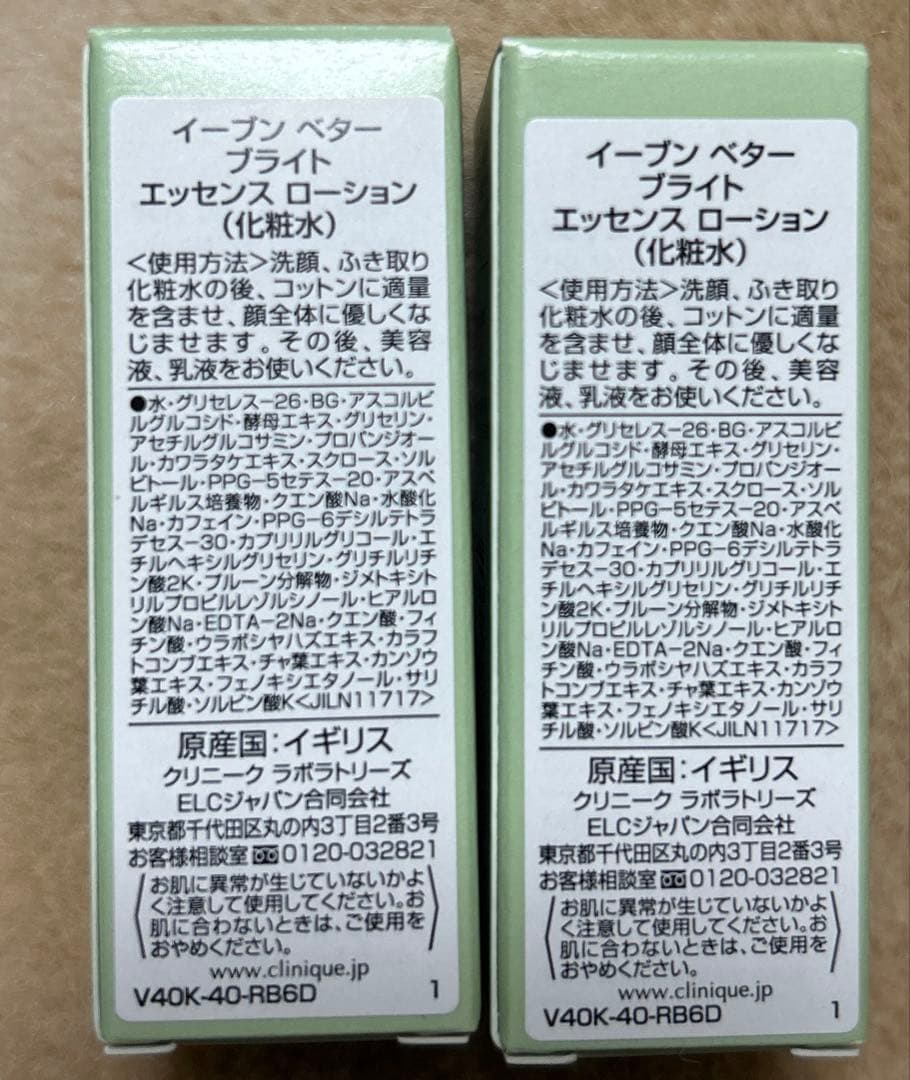 イーブン ベター
ブライト
エッセンス ローション
(化粧水)
<使用方法>洗顔、ふき取り
化粧水の後、コットンに適量
を含ませ、顔全体に優しくな
じませます。その後、美容
液、乳液をお使いください。
●水・グリセレス-26・BG・アスコルビ
ルグルコシド・酵母エキス・グリセリン・
アセチルグルコサミン・プロパンジオー
ル・カワラタケエキス・スクロース・ソル
ビトール・PPG-5セテス-20・アスペ
ルギルス培養物・クエン酸Na・水酸化
Na・カフェイン・PPG-6デシルテトラ
デセス-30・カプリリルグリコール・エ
チルヘキシルグリセリン・グリチルリチ
ン酸2K・プルーン分解物・ジメトキシト
リルプロピルレゾルシノール・ヒアルロ
ン酸Na・EDTA-2Na・クエン酸・フィ
チン酸・ウラボシヤハズエキス・カラフ
トコンブエキス・チャ葉エキス・カンゾウ
葉エキス・フェノキシエタノール・サリ
チル酸・ソルビン酸K<JILN11717>
原産国:イギリス
クリニーク ラボラトリーズ
ELCジャパン合同会社
東京都千代田区丸の内3丁目2番3号
お客様相談室 0120-032821
お肌に異常が生じていないかよ
く注意して使用してください。お
肌に合わないときは、ご使用を
おやめください。
www.clinique.jp
V40K-40-RB6D 1
イーブン ベター
ブライト
エッセンス ローション
(化粧水)
<使用方法>洗顔、ふき取り
化粧水の後、コットンに適量
を含ませ、顔全体に優しくな
じませます。その後、美容
液、乳液をお使いください。
●水・グリセレス-26・BG・アスコルビ
ルグルコシド・酵母エキス・グリセリン・
アセチルグルコサミン・プロパンジオー
ル・カワラタケエキス・スクロース・ソル
ビトール・PPG-5セテス-20・アスペ
ルギルス培養物・クエン酸Na・水酸化
Na・カフェイン・PPG-6デシルテトラ
デセス-30・カプリリルグリコール・エ
チルヘキシルグリセリン・グリチルリチ
ン酸2K・プルーン分解物・ジメトキシト
リルプロピルレゾルシノール・ヒアルロ
ン酸Na・EDTA-2Na・クエン酸・フィ
チン酸・ウラボシヤハズエキス・カラフ
トコンブエキス・チャ葉エキス・カンゾウ
葉エキス・フェノキシエタノール・サリ
チル酸・ソルビン酸K<JILN11717>
原産国:イギリス
クリニーク ラボラトリーズ
ELCジャパン合同会社
東京都千代田区丸の内3丁目2番3号
お客様相談室 0120-032821
お肌に異常が生じていないかよ
く注意して使用してください。お
肌に合わないときは、ご使用を
おやめください。
www.clinique.jp
V40K-40-RB6D 1